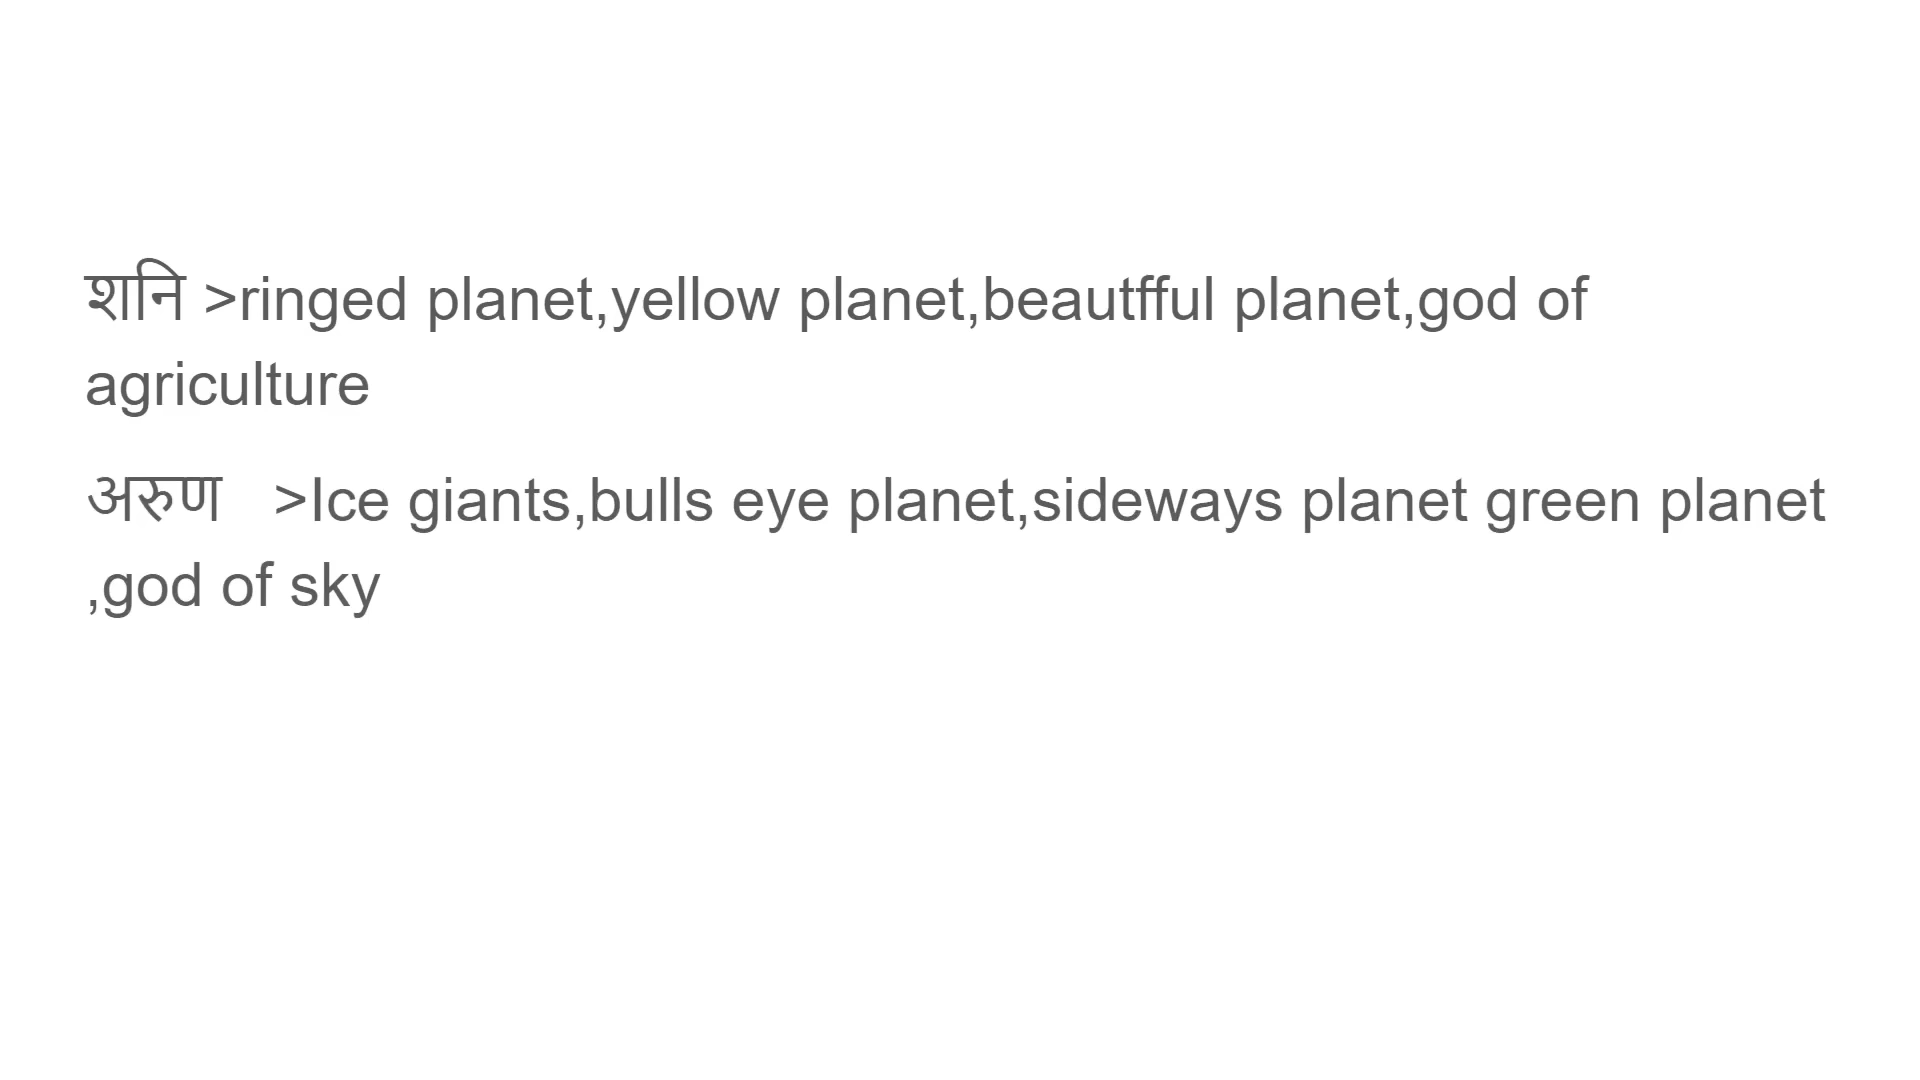 शनि >ringed planet,yellow planet,beautffful planet,god of
agriculture
अरुण >Ice giants,bulls eye planet,sideways planet green planet
,god of sky